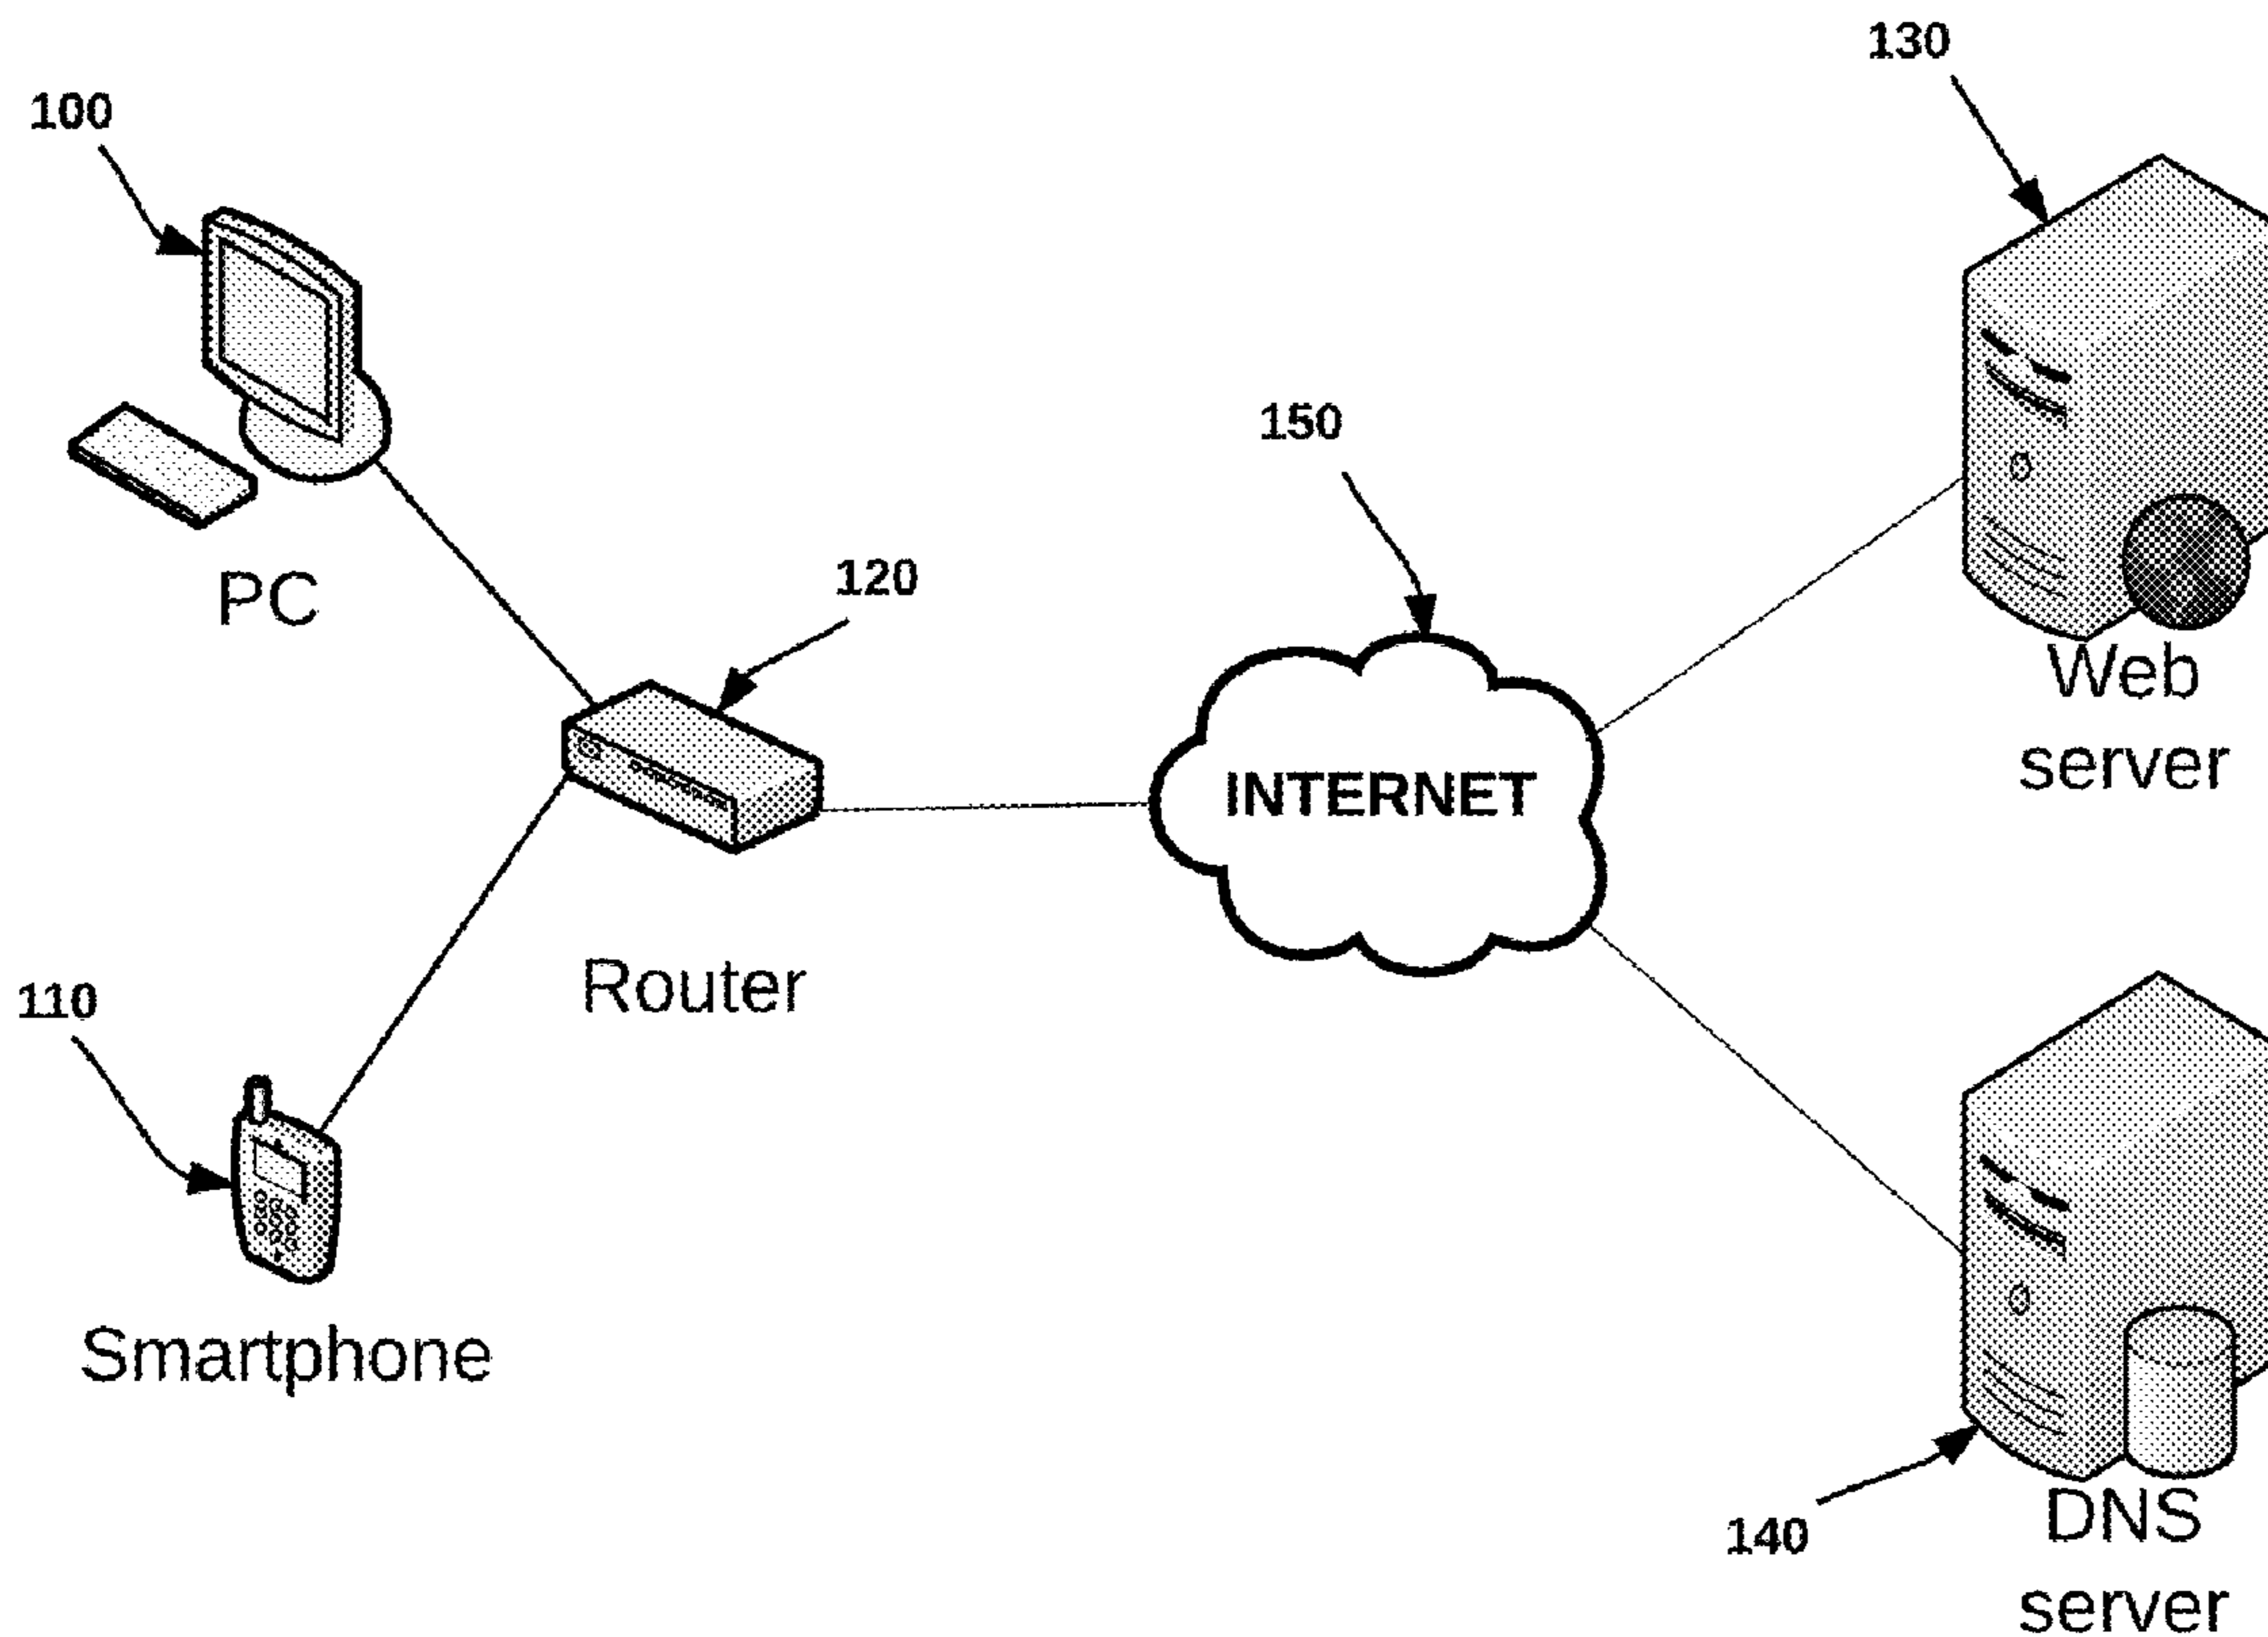 130
100
150
PC
120
Web
server
INTERNET
Router
110
Smartphone
140
DNS
server